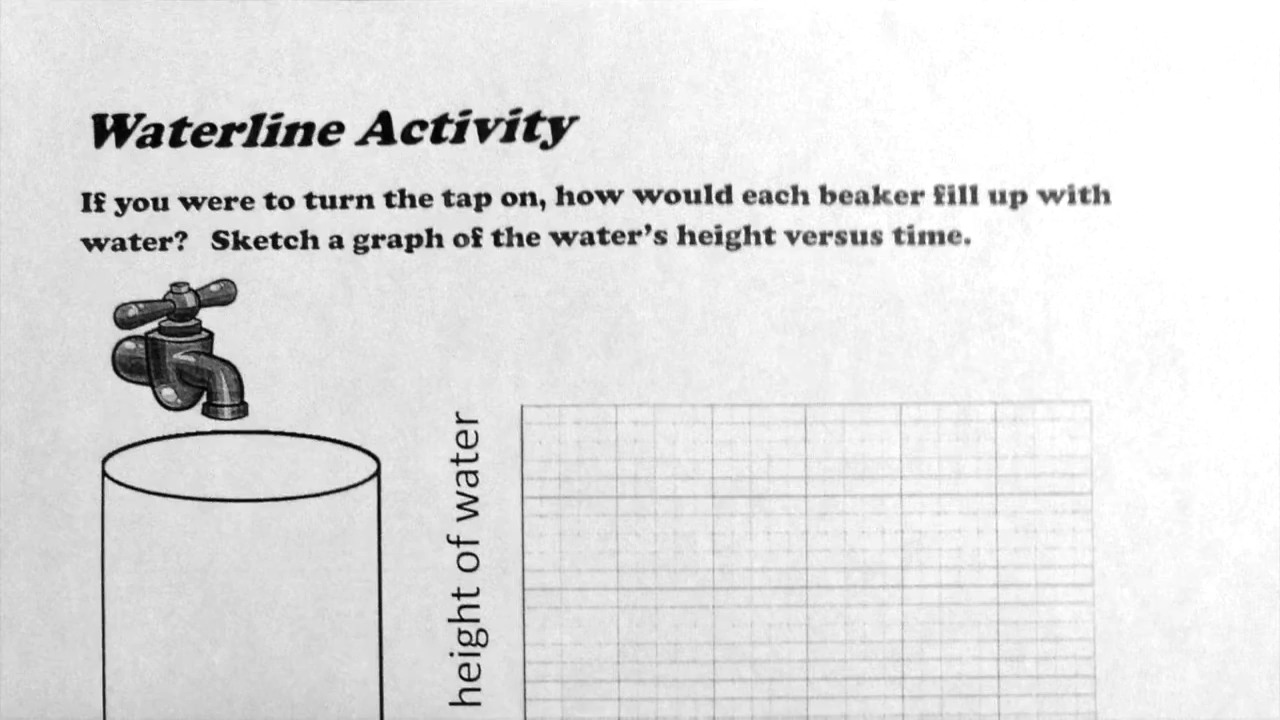 Waterline Activity
If you were to turn the tap on, how would each beaker fill up with
water? Sketch a graph of the water's height versus time.
height of water